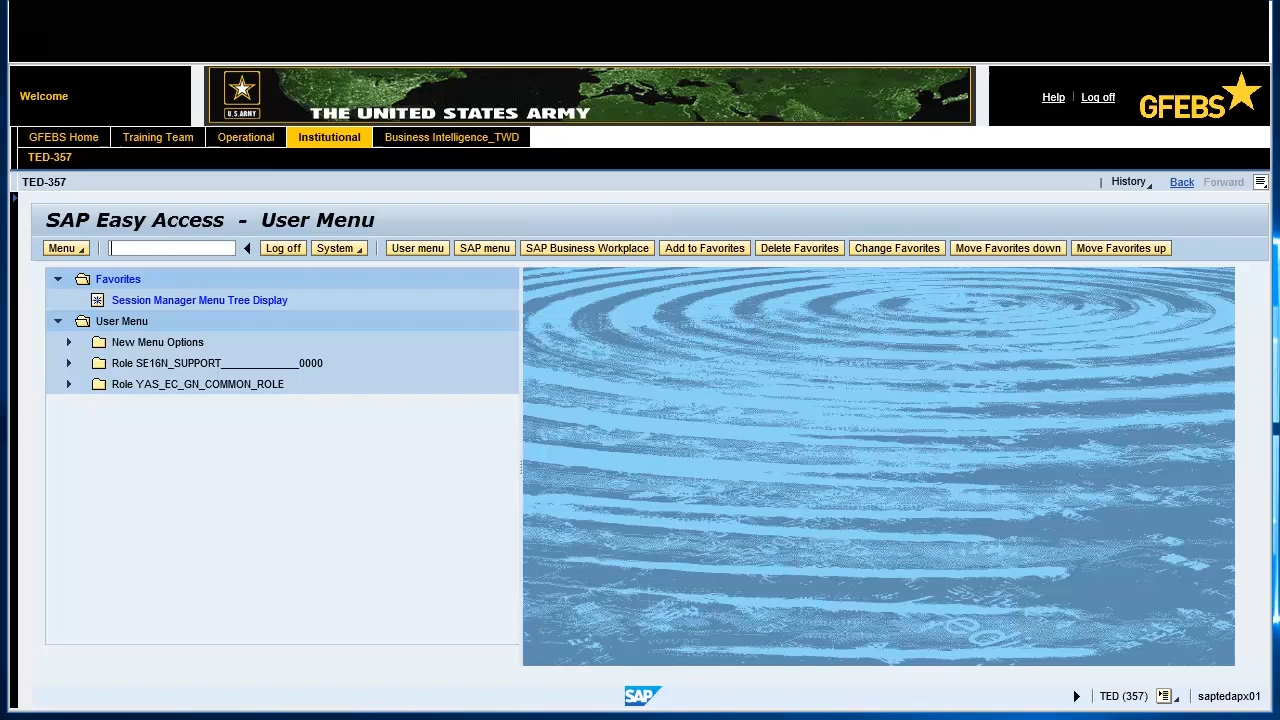 Welcome
U.S.ARMY
THE UNITED STATES ARMY
Help
Log off
GFEBS
GFEBS Home
Training Team
Operational
Institutional
Business Intelligence_TWD
TED-357
TED-357
History
Back
Forward
SAP Easy Access - User Menu
Menu
Log off
System
User menu
SAP menu
SAP Business Workplace
Add to Favorites
Delete Favorites
Change Favorites
Move Favorites down
Move Favorites up
Favorites
Session Manager Menu Tree Display
User Menu
New Menu Options
Role SE16N_SUPPORT_____________0000
Role YAS_EC_GN_COMMON_ROLE
SAP
TED (357)
saptedapx01